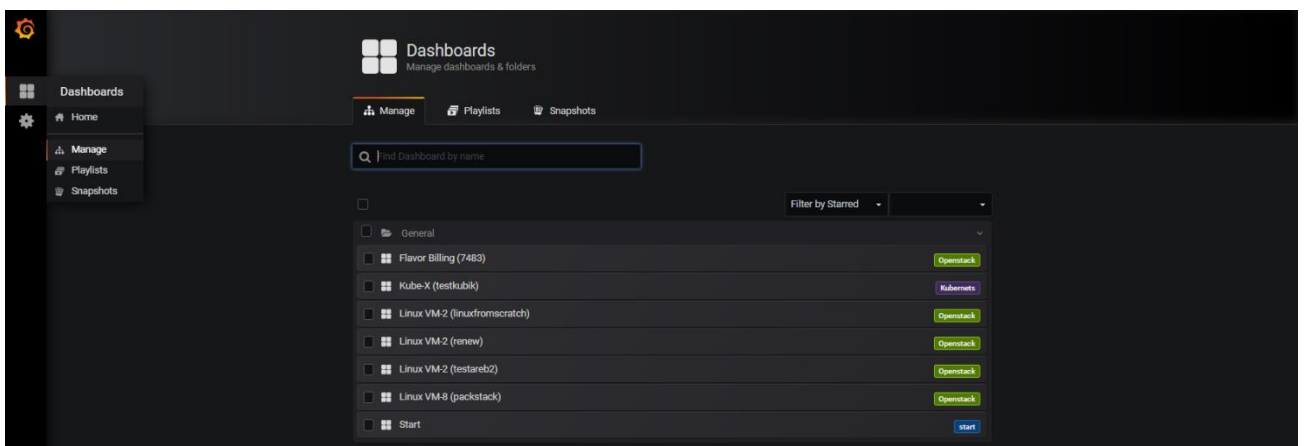 Dashboards
Home
Manage
Playlists
Snapshots
Dashboards
Manage dashboards & folders
Manage Playlists Snapshots
Find Dashboard by name
Filter by Starred
General
Flavor Billing (7483) Openstack
Kube-X (testkubik) Kubernets
Linux VM-2 (linuxfromscratch) Openstack
Linux VM-2 (renew) Openstack
Linux VM-2 (testareb2) Openstack
Linux VM-8 (packstack) Openstack
Start start